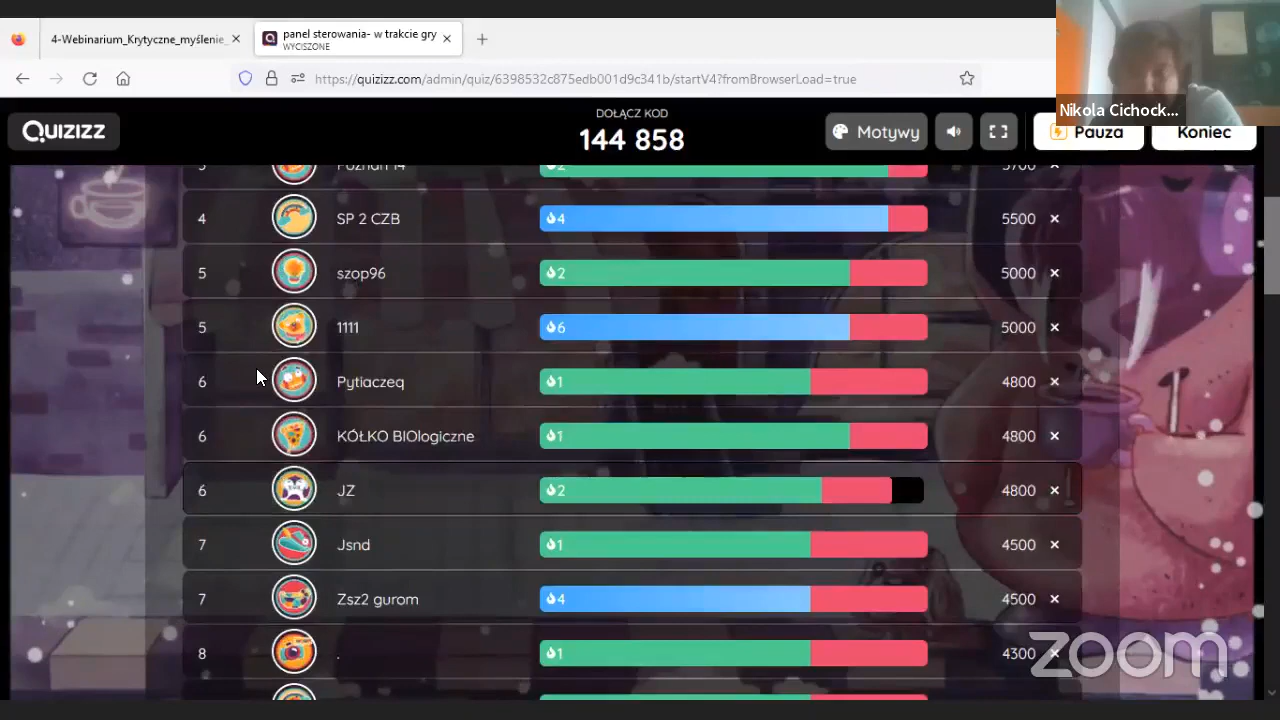 4-Webinarium_Krytyczne_myślenie_
panel sterowania- w trakcie gry
WYCISZONE
https://quizizz.com/admin/quiz/6398532c875edb001d9c341b/startV4?fromBrowserLoad=true
Nikola Cichock...
Quizizz
DOŁĄCZ KOD
144 858
Motywy
Pauza
Koniec
4 SP 2 CZB 4 5500 ×
5 szop96 2 5000 ×
5 1111 6 5000 ×
6 Pytlaczeq 1 4800 ×
6 KÓŁKO BIOlogiczne 1 4800 ×
6 JZ 2 4800 ×
7 Jsnd 1 4500 ×
7 Zsz2 gurom 4 4500 ×
8 . 1 4300 ×
zoom